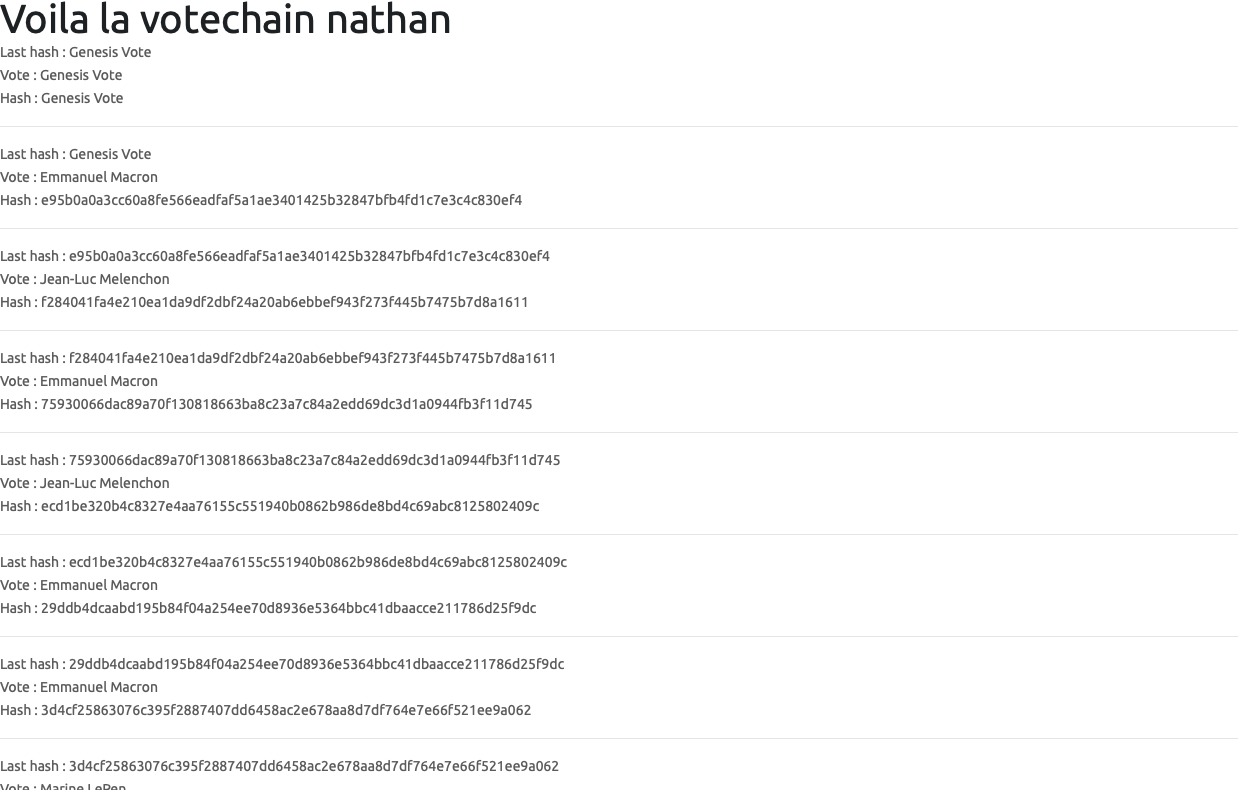 Voila la votechain nathan
Last hash : Genesis Vote
Vote : Genesis Vote
Hash : Genesis Vote
Last hash : Genesis Vote
Vote : Emmanuel Macron
Hash : e95b0a0a3cc60a8fe566eadfaf5a1ae3401425b32847bfb4fd1c7e3c4c830ef4
Last hash : e95b0a0a3cc60a8fe566eadfaf5a1ae3401425b32847bfb4fd1c7e3c4c830ef4
Vote : Jean-Luc Melenchon
Hash : f284041fa4e210ea1da9df2dbf24a20ab6ebbef943f273f445b7475b7d8a1611
Last hash : f284041fa4e210ea1da9df2dbf24a20ab6ebbef943f273f445b7475b7d8a1611
Vote : Emmanuel Macron
Hash : 75930066dac89a70f130818663ba8c23a7c84a2edd69dc3d1a0944fb3f11d745
Last hash : 75930066dac89a70f130818663ba8c23a7c84a2edd69dc3d1a0944fb3f11d745
Vote : Jean-Luc Melenchon
Hash : ecd1be320b4c8327e4aa76155c551940b0862b986de8bd4c69abc8125802409c
Last hash : ecd1be320b4c8327e4aa76155c551940b0862b986de8bd4c69abc8125802409c
Vote : Emmanuel Macron
Hash : 29ddb4dcaabd195b84f04a254ee70d8936e5364bbc41dbaacce211786d25f9dc
Last hash : 29ddb4dcaabd195b84f04a254ee70d8936e5364bbc41dbaacce211786d25f9dc
Vote : Emmanuel Macron
Hash : 3d4cf25863076c395f2887407dd6458ac2e678aa8d7df764e7e66f521ee9a062
Last hash : 3d4cf25863076c395f2887407dd6458ac2e678aa8d7df764e7e66f521ee9a062
Vote : Marine LePen